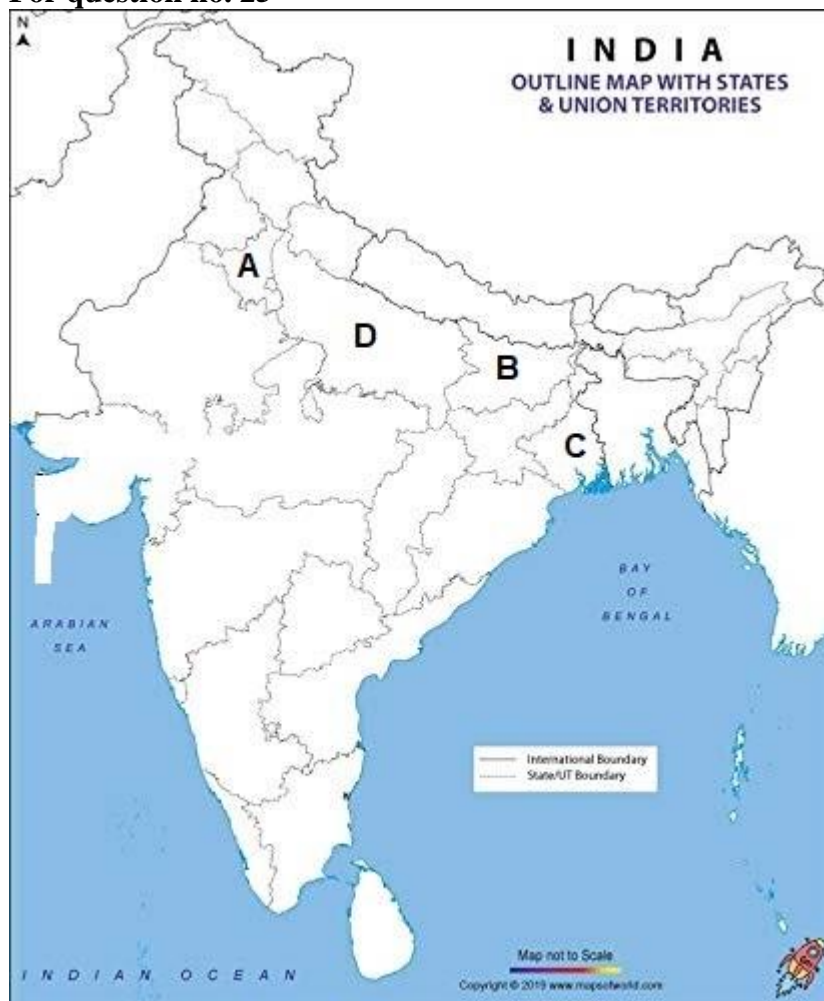 For question no. 23
N
INDIA
OUTLINE MAP WITH STATES
& UNION TERRITORIES
A
D
B
C
BAY
OF
BENGAL
ARABIAN
SEA
International Boundary
State/UT Boundary
Map not to Scale
INDIAN OCEAN
Copyright © 2019 www.mapsofworld.com